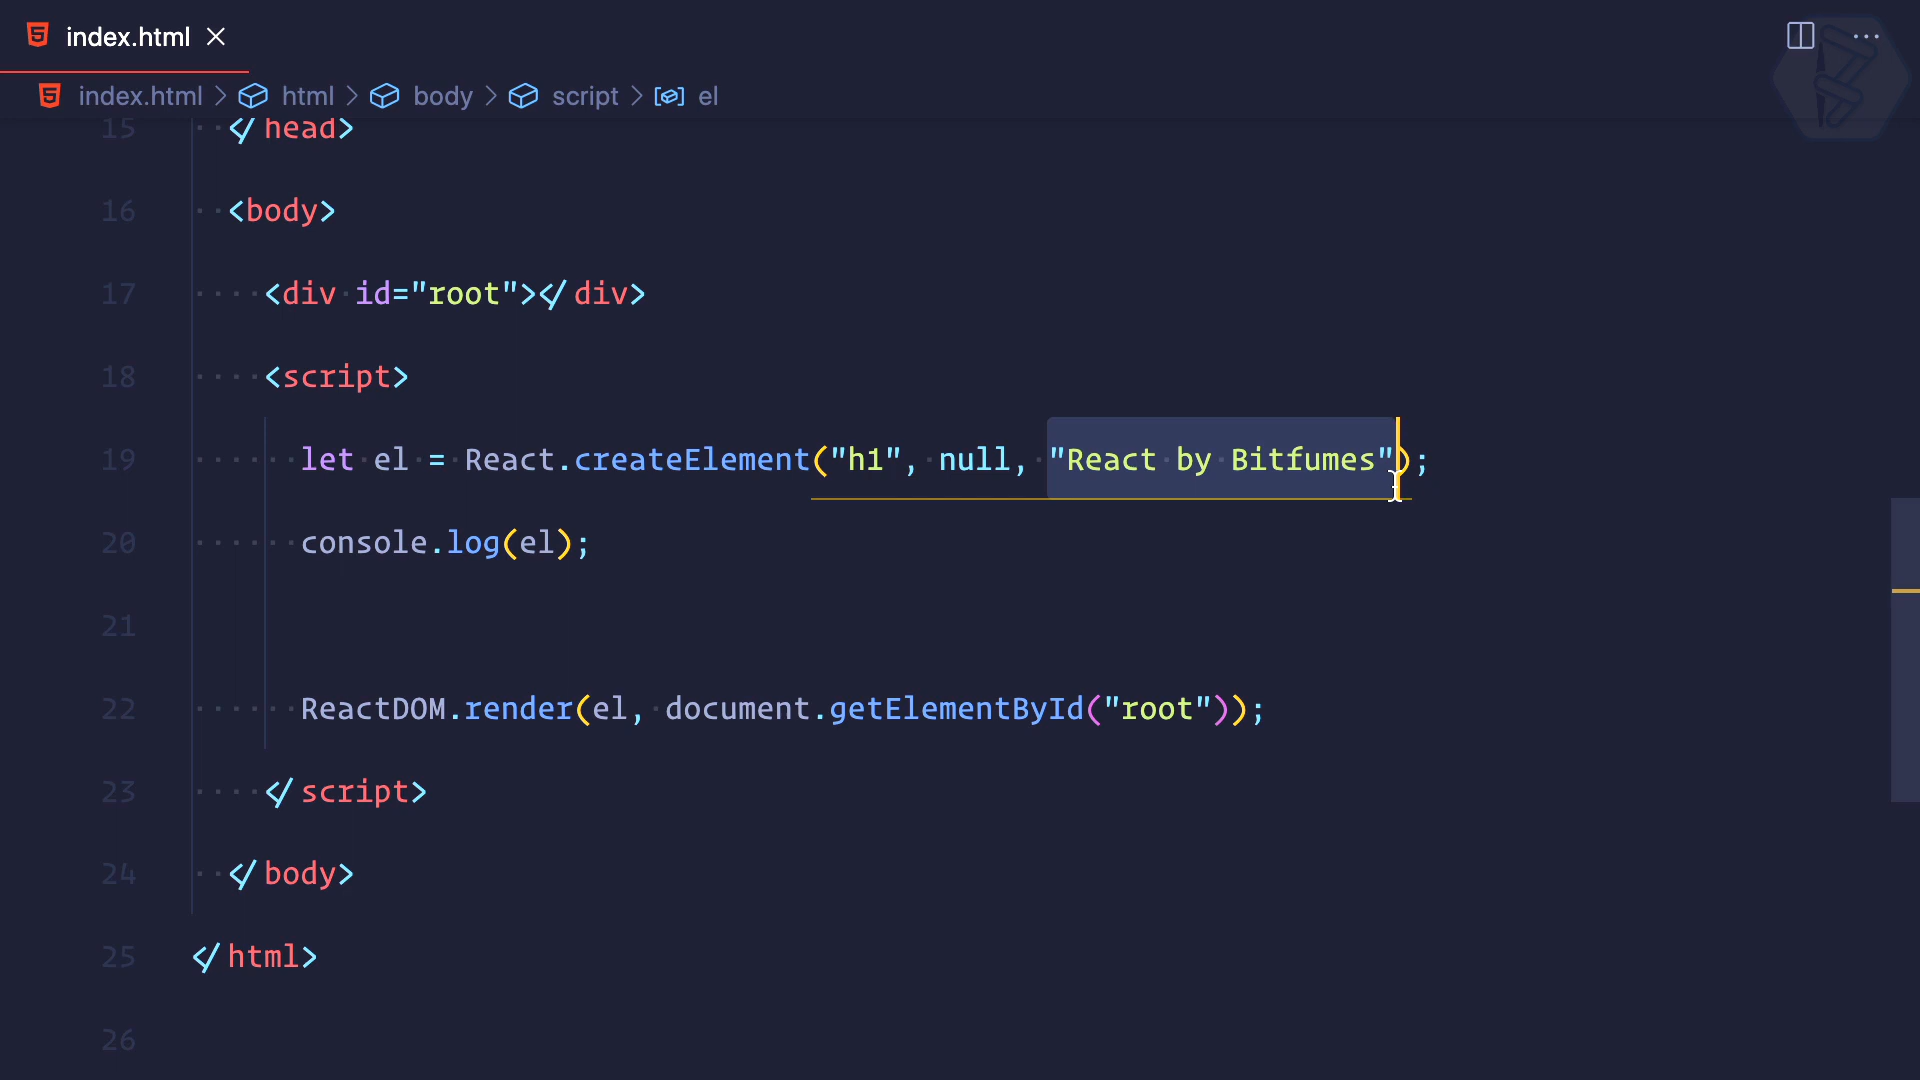 index.html
index.html > html > body > script > el
15 </head>
16 <body>
17 <div id="root"></div>
18 <script>
19 let el = React.createElement("h1", null, "React by Bitfumes");
20 console.log(el);
21
22 ReactDOM.render(el, document.getElementById("root"));
23 </script>
24 </body>
25 </html>
26